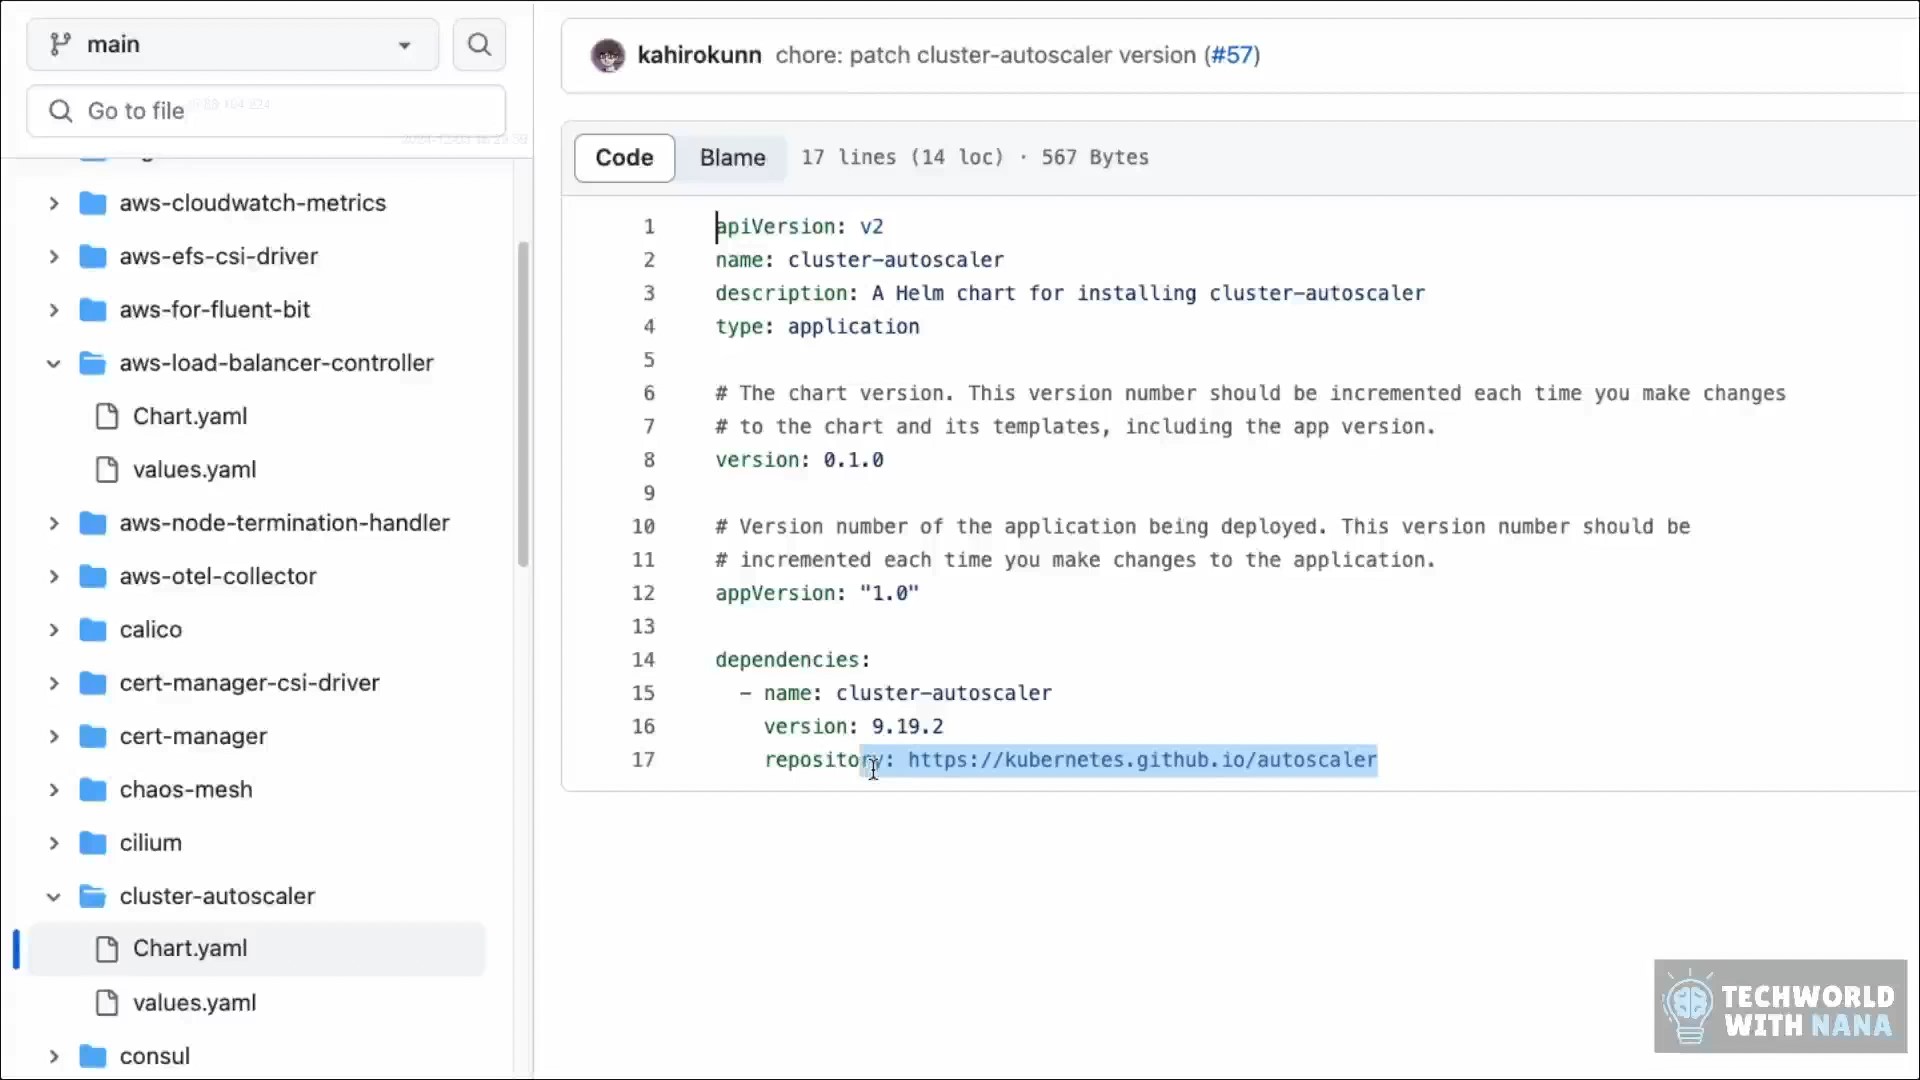 main
Go to file
aws-cloudwatch-metrics
aws-efs-csi-driver
aws-for-fluent-bit
aws-load-balancer-controller
Chart.yaml
values.yaml
aws-node-termination-handler
aws-otel-collector
calico
cert-manager-csi-driver
cert-manager
chaos-mesh
cilium
cluster-autoscaler
Chart.yaml
values.yaml
consul
kahirokunn chore: patch cluster-autoscaler version (#57)
Code Blame 17 lines (14 loc) · 567 Bytes
1 apiVersion: v2
2 name: cluster-autoscaler
3 description: A Helm chart for installing cluster-autoscaler
4 type: application
5
6 # The chart version. This version number should be incremented each time you make changes
7 # to the chart and its templates, including the app version.
8 version: 0.1.0
9
10 # Version number of the application being deployed. This version number should be
11 # incremented each time you make changes to the application.
12 appVersion: "1.0"
13
14 dependencies:
15 - name: cluster-autoscaler
16 version: 9.19.2
17 repository: https://kubernetes.github.io/autoscaler
TECHWORLD
WITH NANA